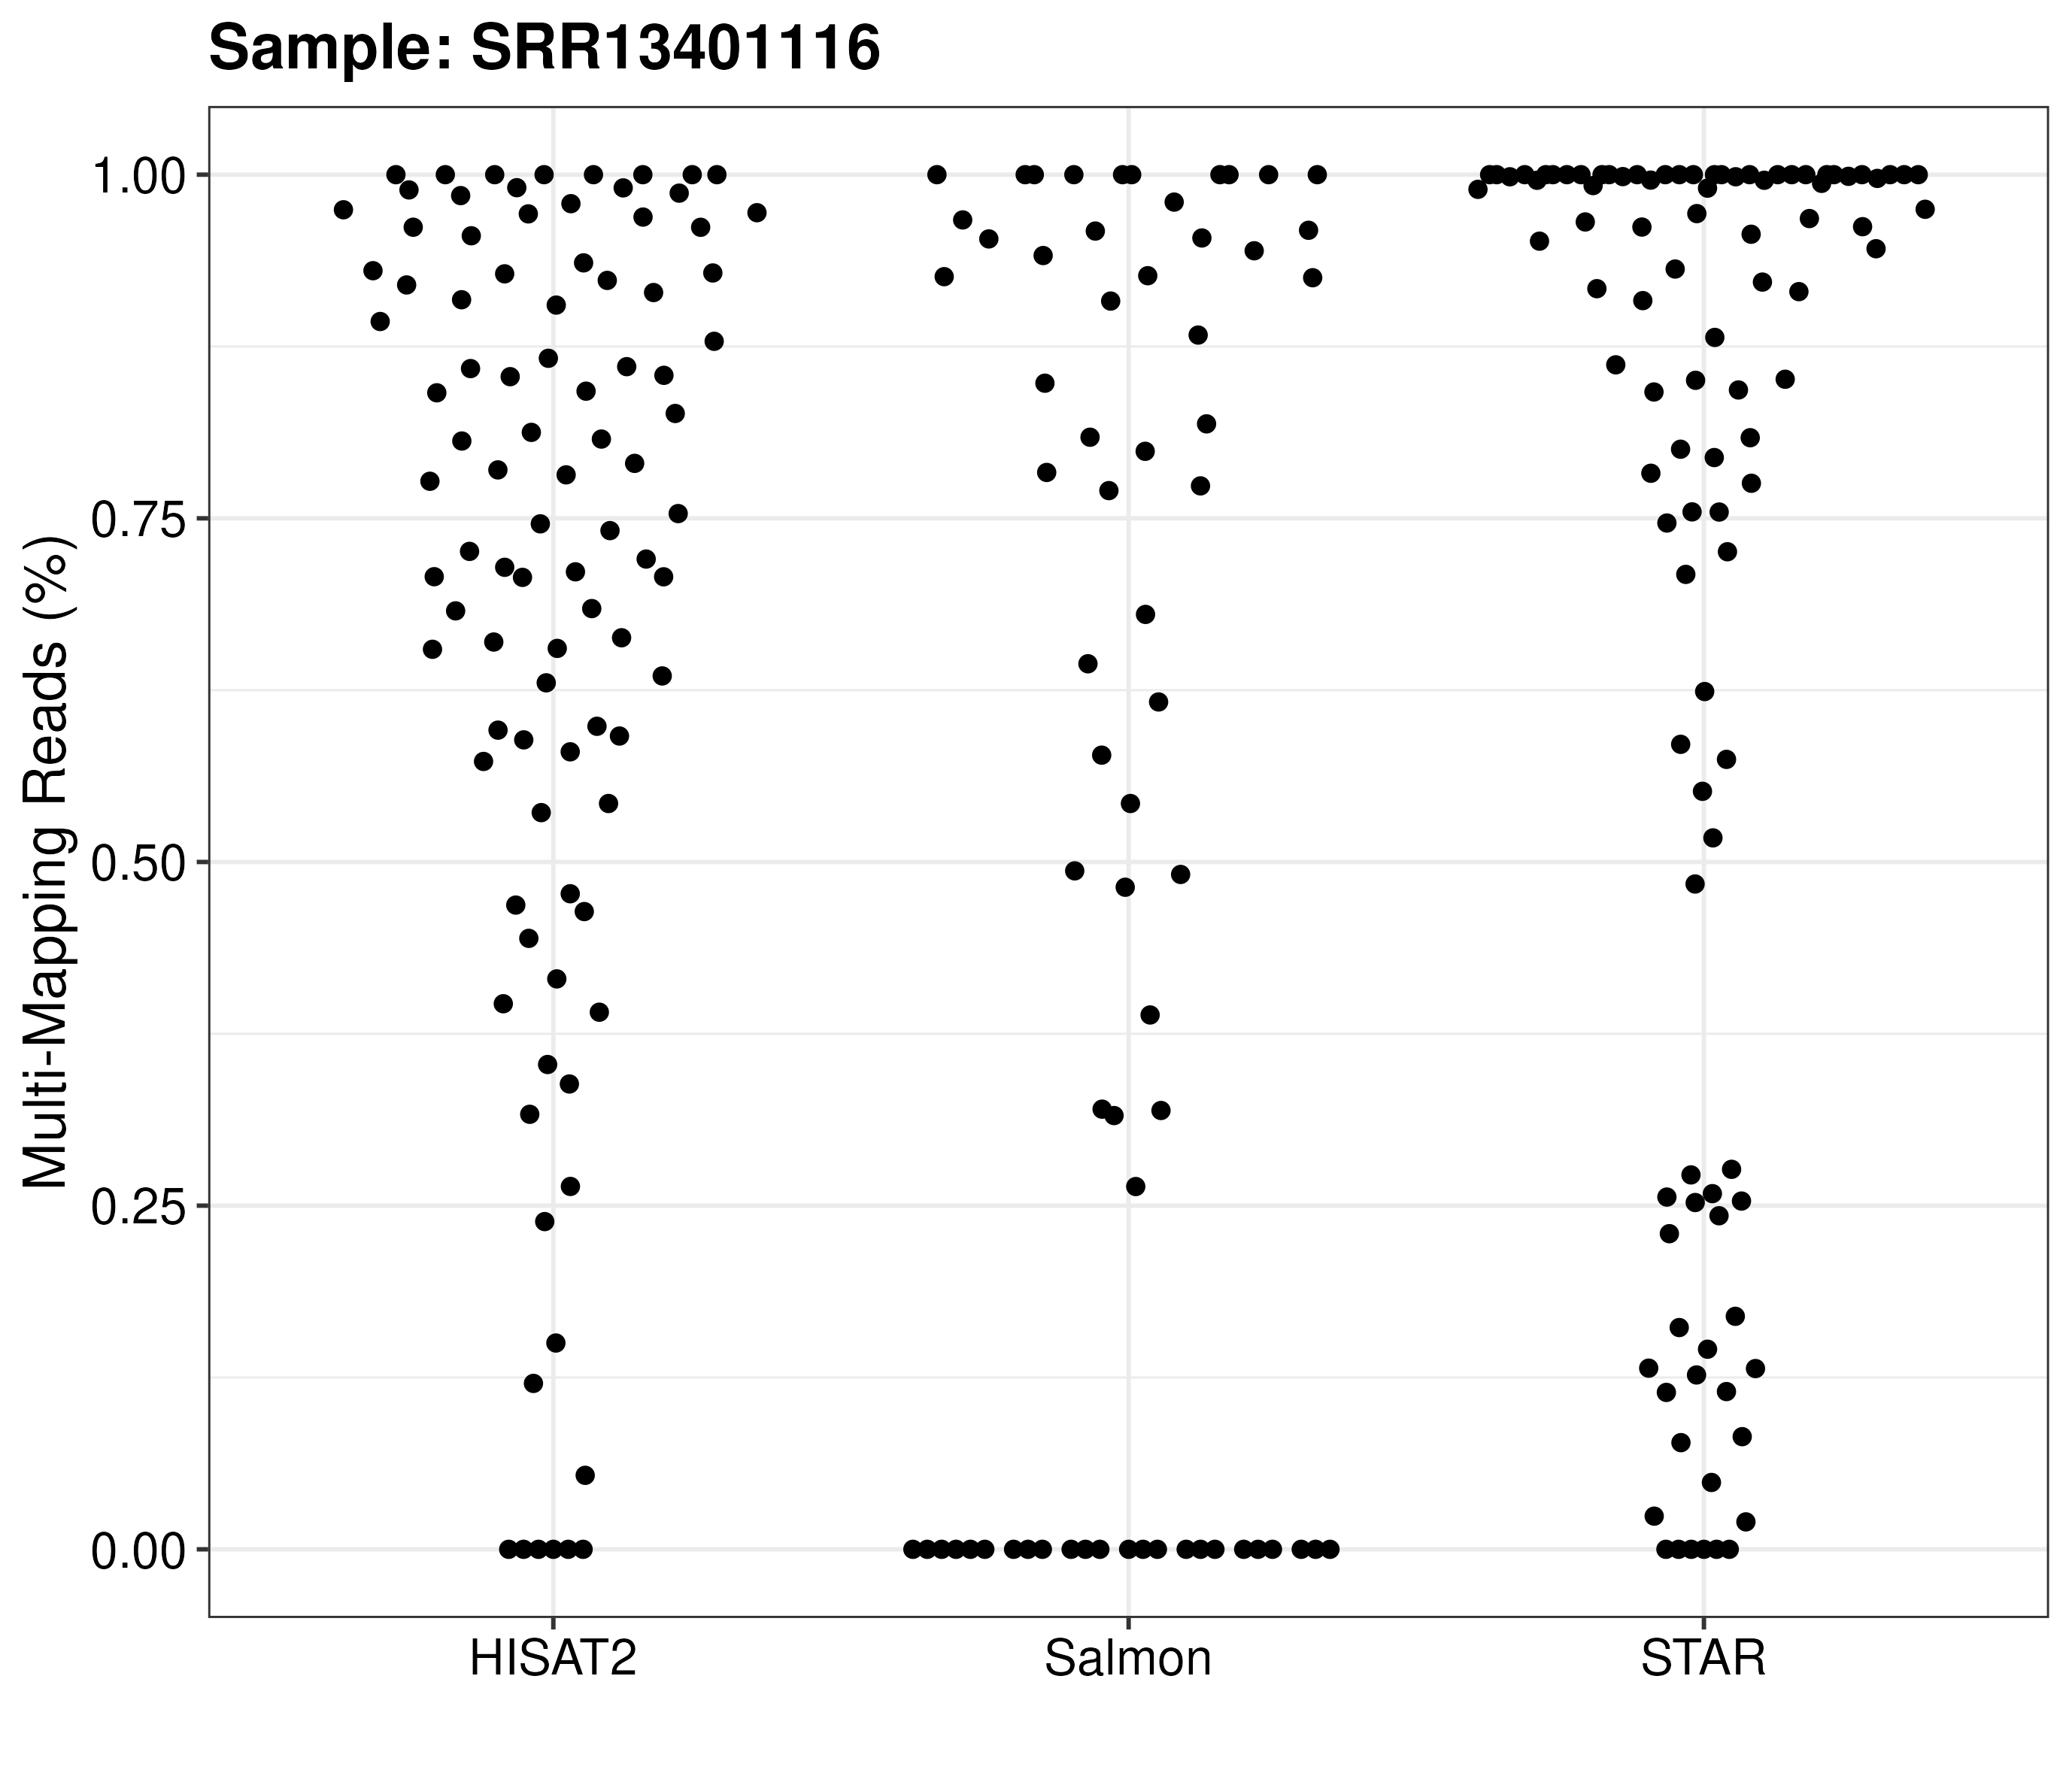 Sample: SRR13401116
Multi-Mapping Reads (%)
1.00
0.75
0.50
0.25
0.00
HISAT2
Salmon
STAR